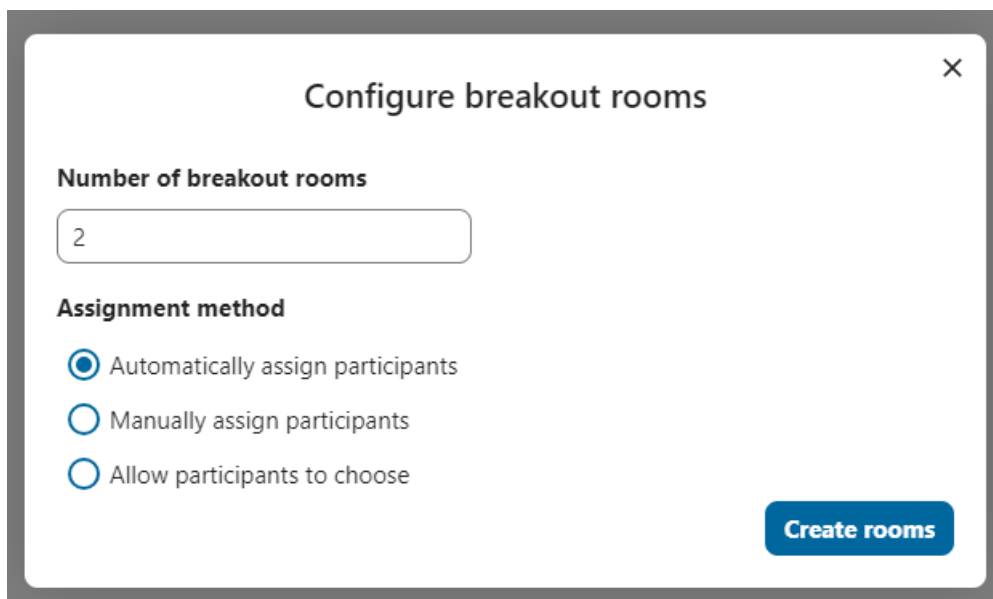 Configure breakout rooms
Number of breakout rooms
2
Assignment method
Automatically assign participants
Manually assign participants
Allow participants to choose
Create rooms